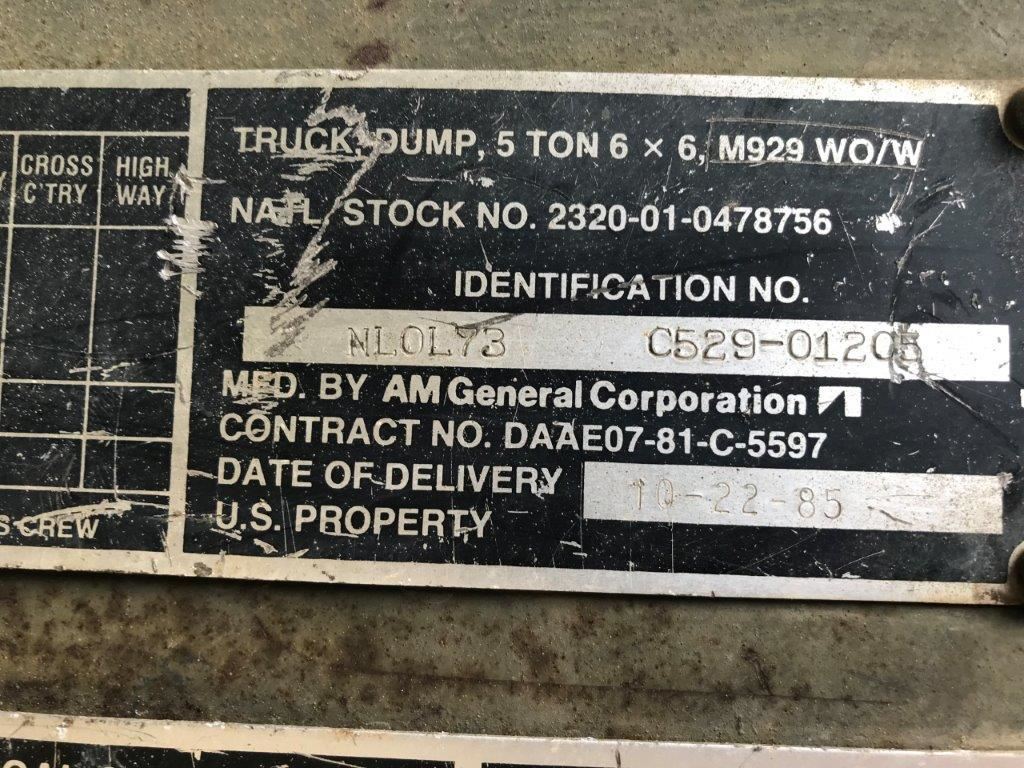 CROSS C'TRY
HIGH WAY
S CREW
TRUCK, DUMP, 5 TON 6 × 6, M929 WO/W
NATL STOCK NO. 2320-01-0478756
IDENTIFICATION NO.
NL0L73 C529-01205
MFD. BY AM General Corporation
CONTRACT NO. DAAE07-81-C-5597
DATE OF DELIVERY 10-22-85
U.S. PROPERTY